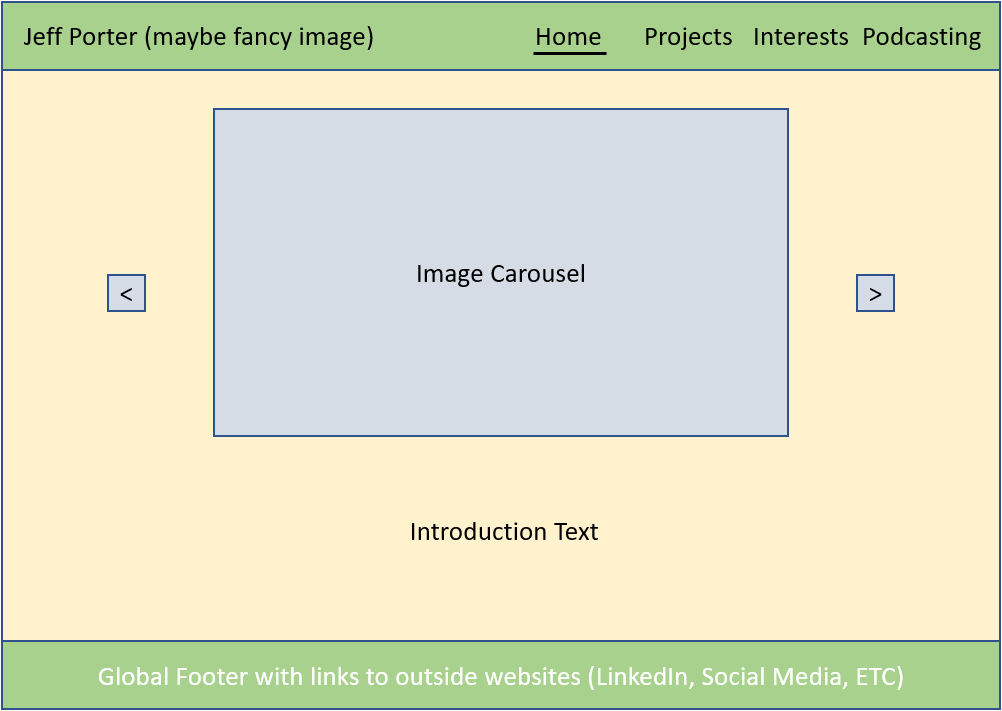 Jeff Porter (maybe fancy image) Home Projects Interests Podcasting
Image Carousel
< >
Introduction Text
Global Footer with links to outside websites (LinkedIn, Social Media, ETC)